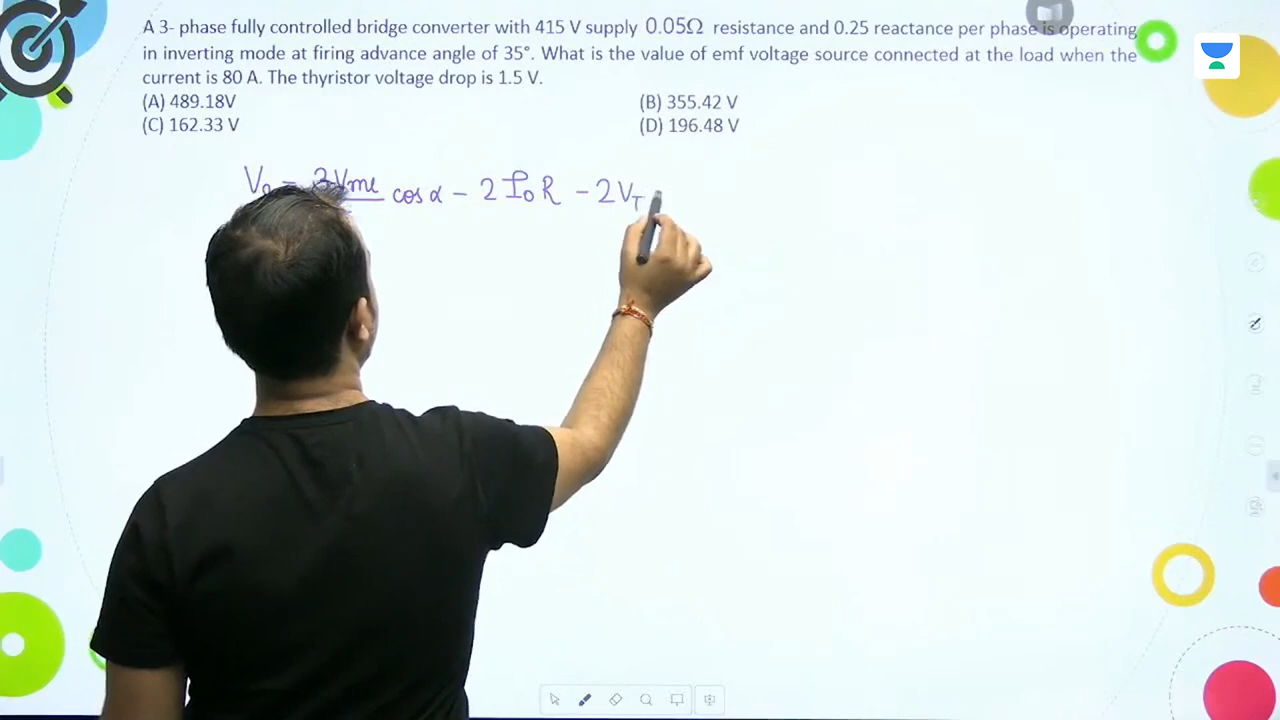 A 3- phase fully controlled bridge converter with 415 V supply 0.05Ω resistance and 0.25 reactance per phase is operating
in inverting mode at firing advance angle of 35°. What is the value of emf voltage source connected at the load when the
current is 80 A. The thyristor voltage drop is 1.5 V.
(A) 489.18V (B) 355.42 V
(C) 162.33 V (D) 196.48 V
V₀ = 3Vml cos α − 2 I₀ R − 2V_T